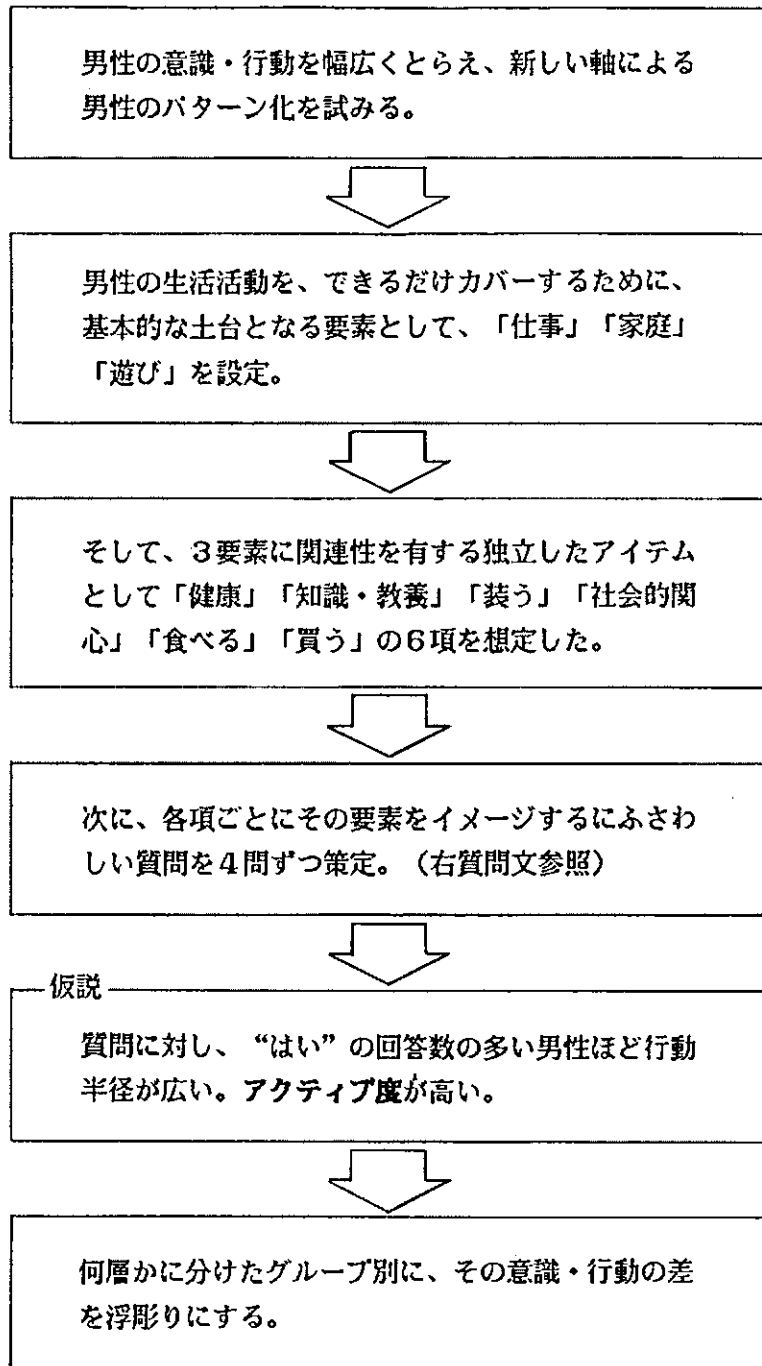 男性の意識・行動を幅広くとらえ、新しい軸による
男性のパターン化を試みる。
男性の生活活動を、できるだけカバーするために、
基本的な土台となる要素として、「仕事」「家庭」
「遊び」を設定。
そして、3要素に関連性を有する独立したアイテム
として「健康」「知識・教養」「装う」「社会的関
心」「食べる」「買う」の6項を想定した。
次に、各項ごとにその要素をイメージするにふさわ
しい質問を4問ずつ策定。(右質問文参照)
仮説
質問に対し、“はい”の回答数の多い男性ほど行動
半径が広い。アクティブ度が高い。
何層かに分けたグループ別に、その意識・行動の差
を浮彫りにする。